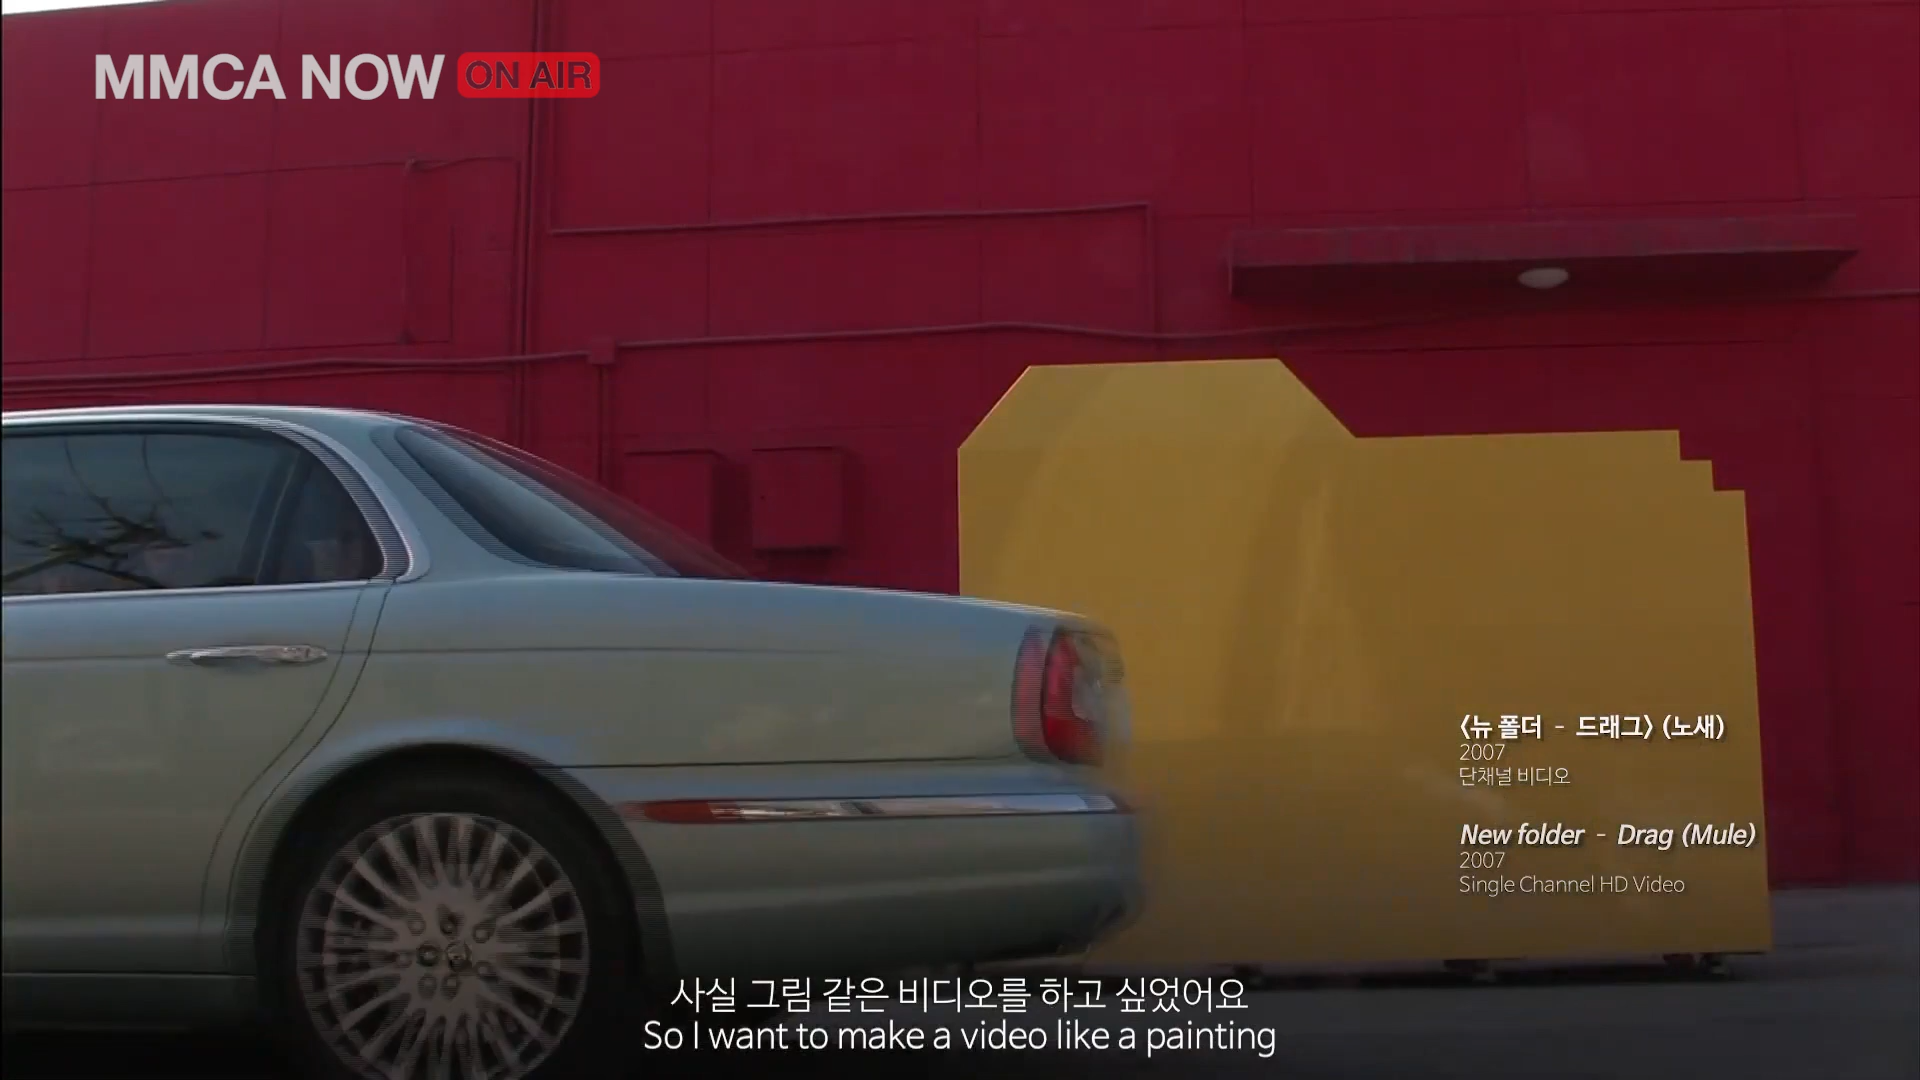 MMCA NOW ON AIR
〈뉴 폴더 - 드래그〉 (노새)
2007
단채널 비디오
New folder - Drag (Mule)
2007
Single Channel HD Video
사실 그림 같은 비디오를 하고 싶었어요
So I want to make a video like a painting